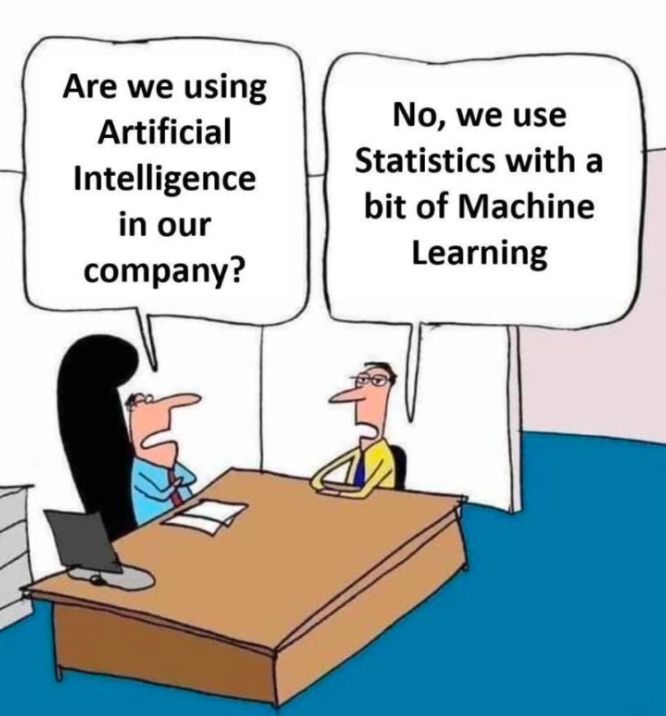 Are we using
Artificial
Intelligence
in our
company?
No, we use
Statistics with a
bit of Machine
Learning